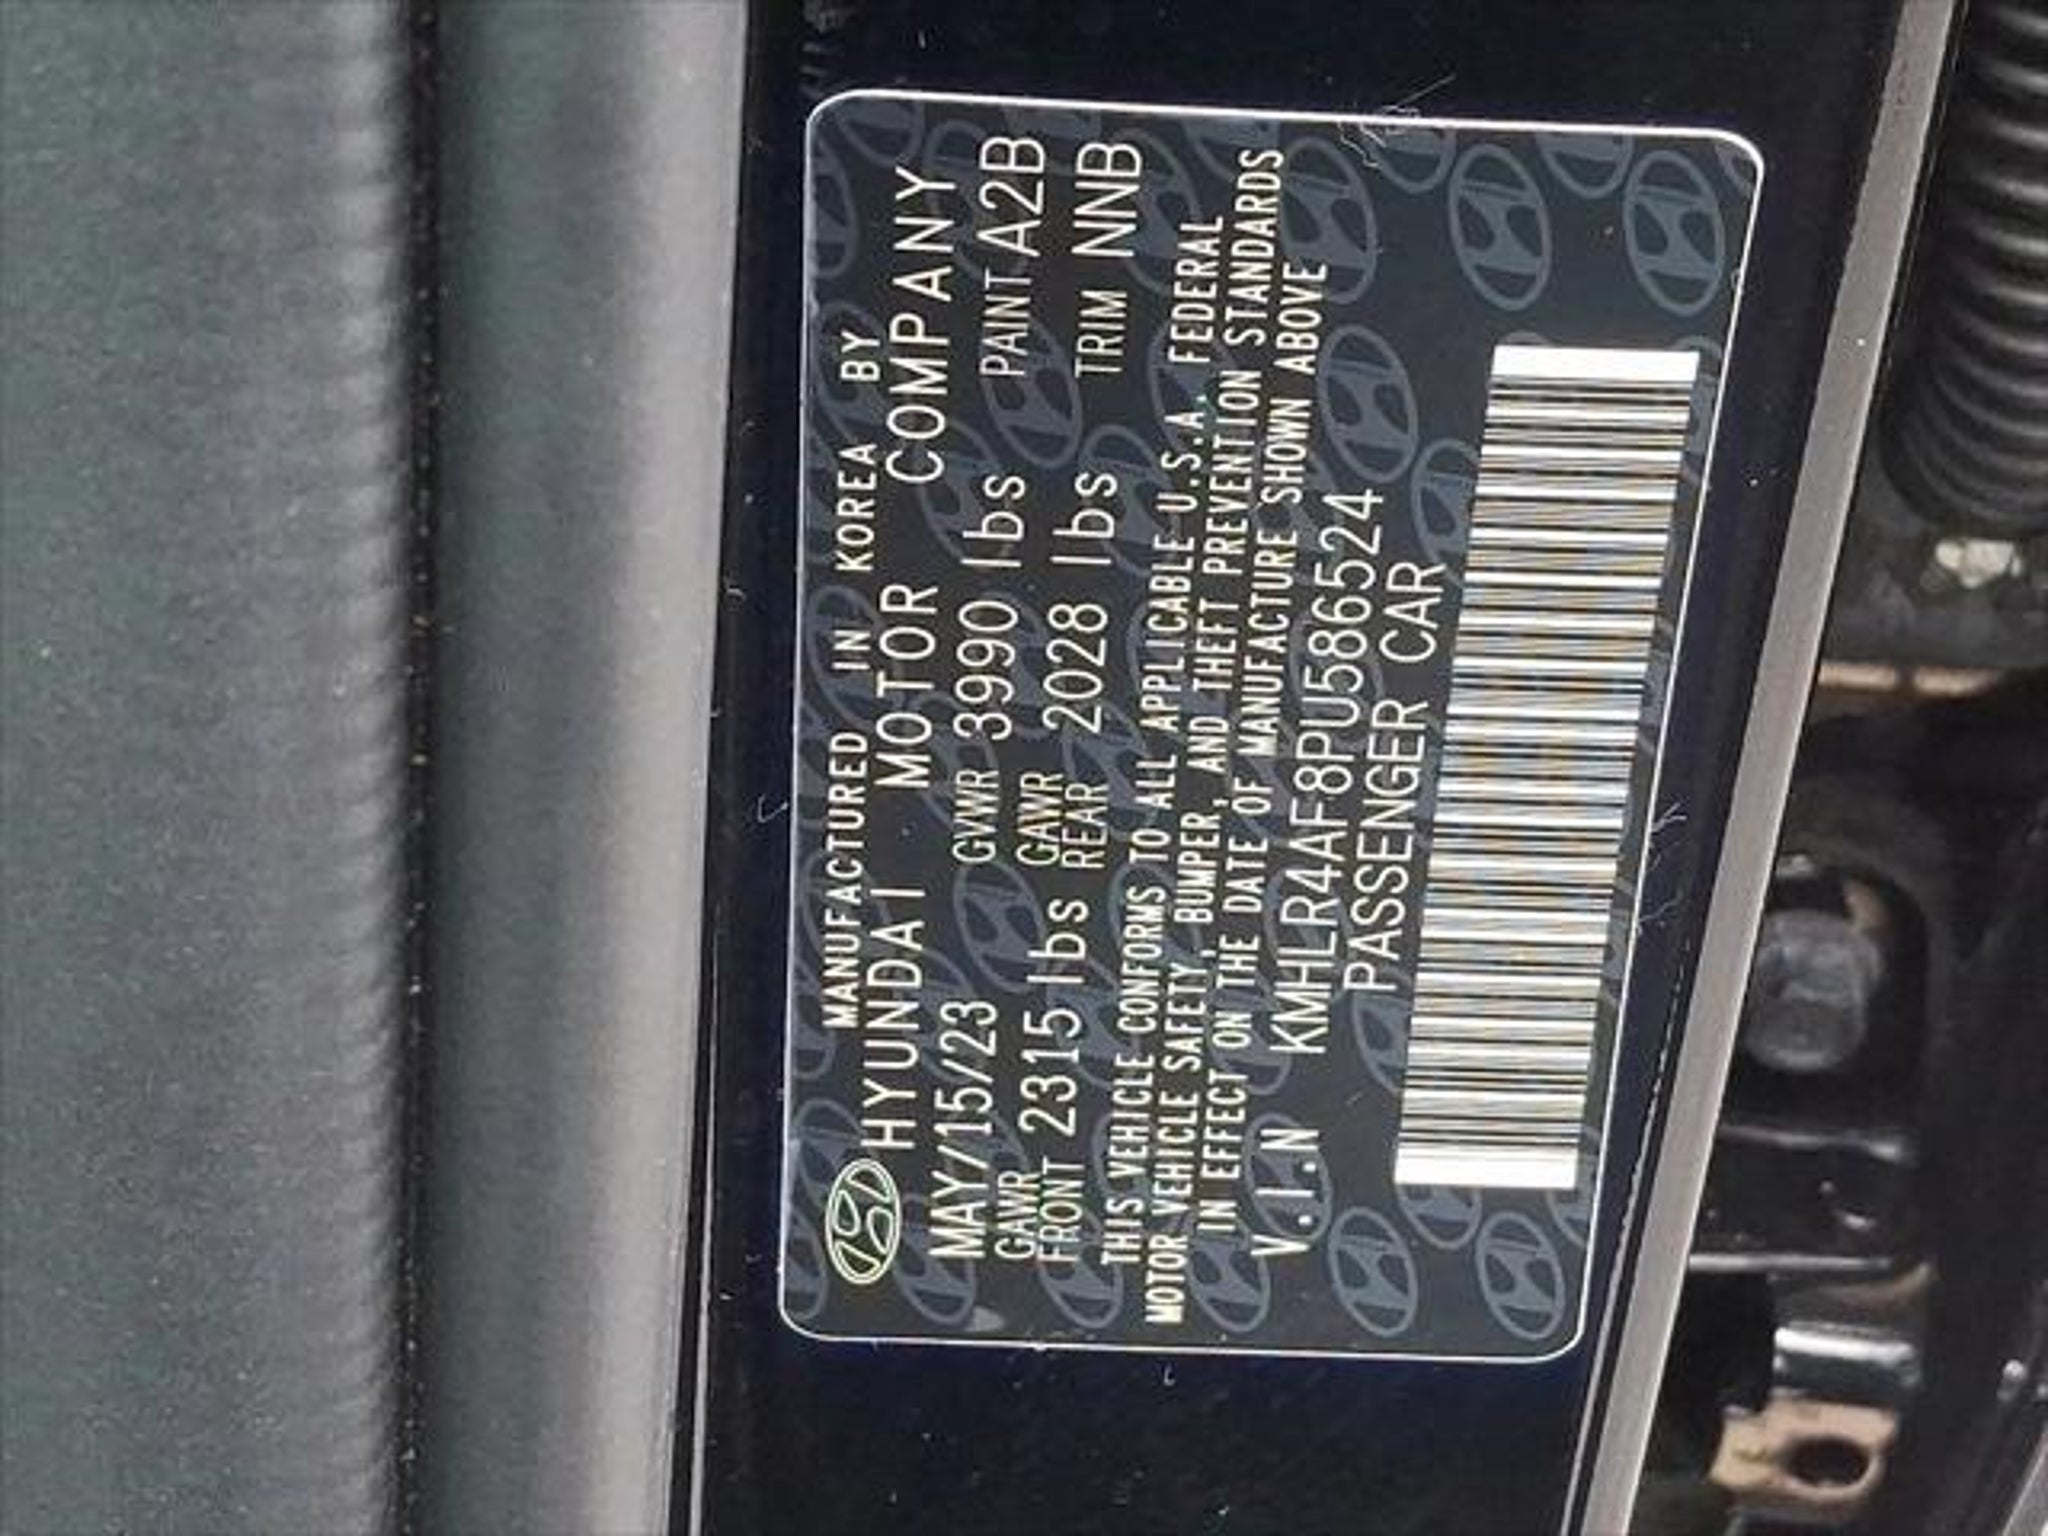 MANUFACTURED IN KOREA BY
HYUNDAI MOTOR COMPANY
MAY/15/23 GVWR 3990 lbs PAINT A2B
GAWR FRONT 2315 lbs GAWR REAR 2028 lbs TRIM NNB
THIS VEHICLE CONFORMS TO ALL APPLICABLE U.S.A. FEDERAL
MOTOR VEHICLE SAFETY, BUMPER, AND THEFT PREVENTION STANDARDS
IN EFFECT ON THE DATE OF MANUFACTURE SHOWN ABOVE
V.I.N KMHLR4AF8PU586524
PASSENGER CAR